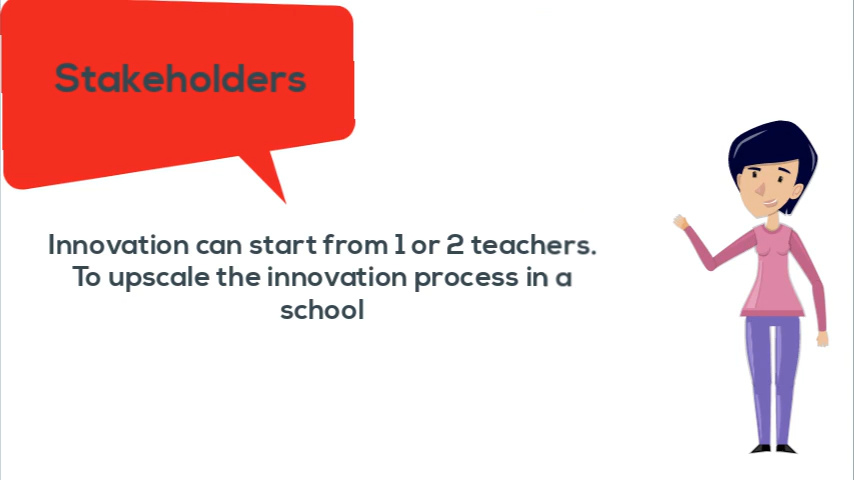 Stakeholders
Innovation can start from 1 or 2 teachers.
To upscale the innovation process in a
school